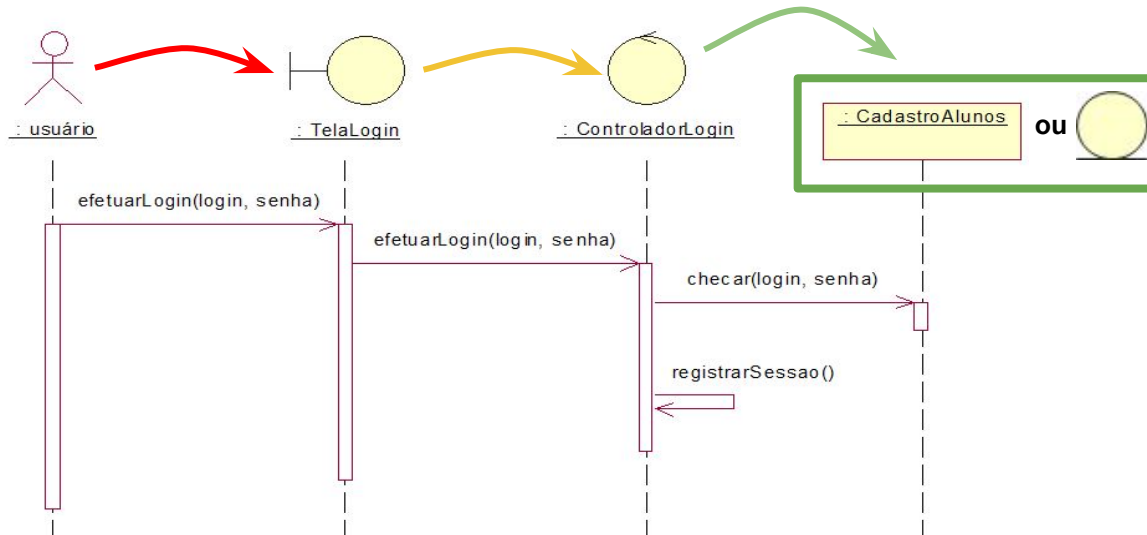 : usuário
: TelaLogin
: ControladorLogin
: CadastroAlunos
ou
efetuarLogin(login, senha)
efetuarLogin(login, senha)
checar(login, senha)
registrarSessao()